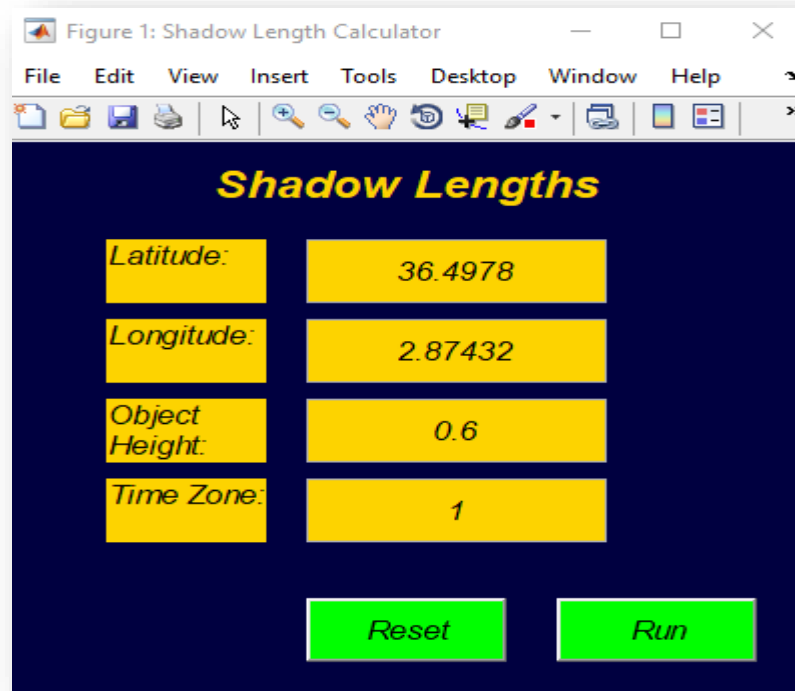 Figure 1: Shadow Length Calculator
File Edit View Insert Tools Desktop Window Help
Shadow Lengths
Latitude: 36.4978
Longitude: 2.87432
Object
Height: 0.6
Time Zone: 1
Reset Run